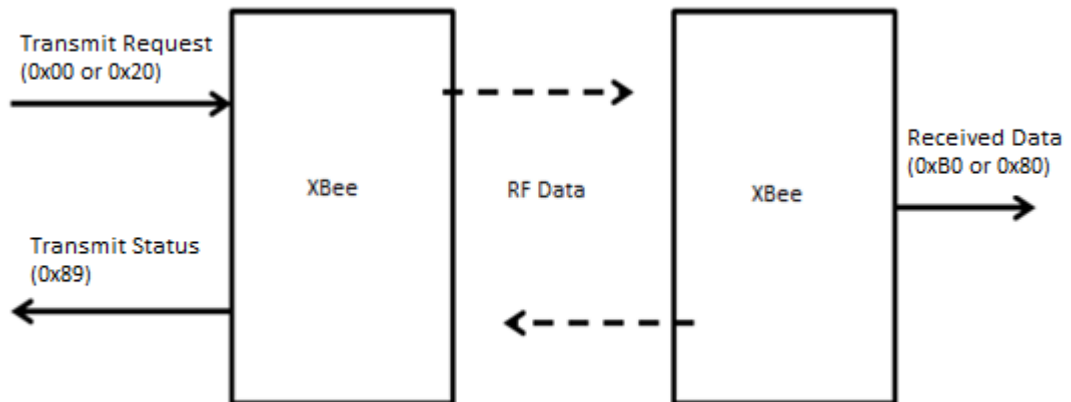 Transmit Request
(0x00 or 0x20)
XBee
RF Data
XBee
Received Data
(0xB0 or 0x80)
Transmit Status
(0x89)